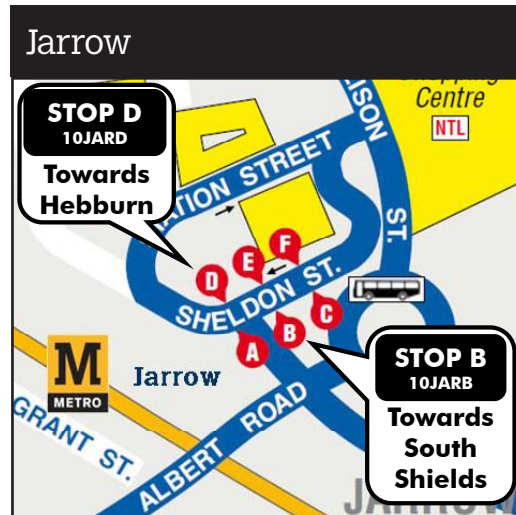 Jarrow
Centre
NTL
STOP D
10JARD
Towards
Hebburn
STREET
ST.
D
E
F
SHELDON ST.
A
B
C
M
METRO
Jarrow
GRANT ST.
ALBERT ROAD
STOP B
10JARB
Towards
South
Shields